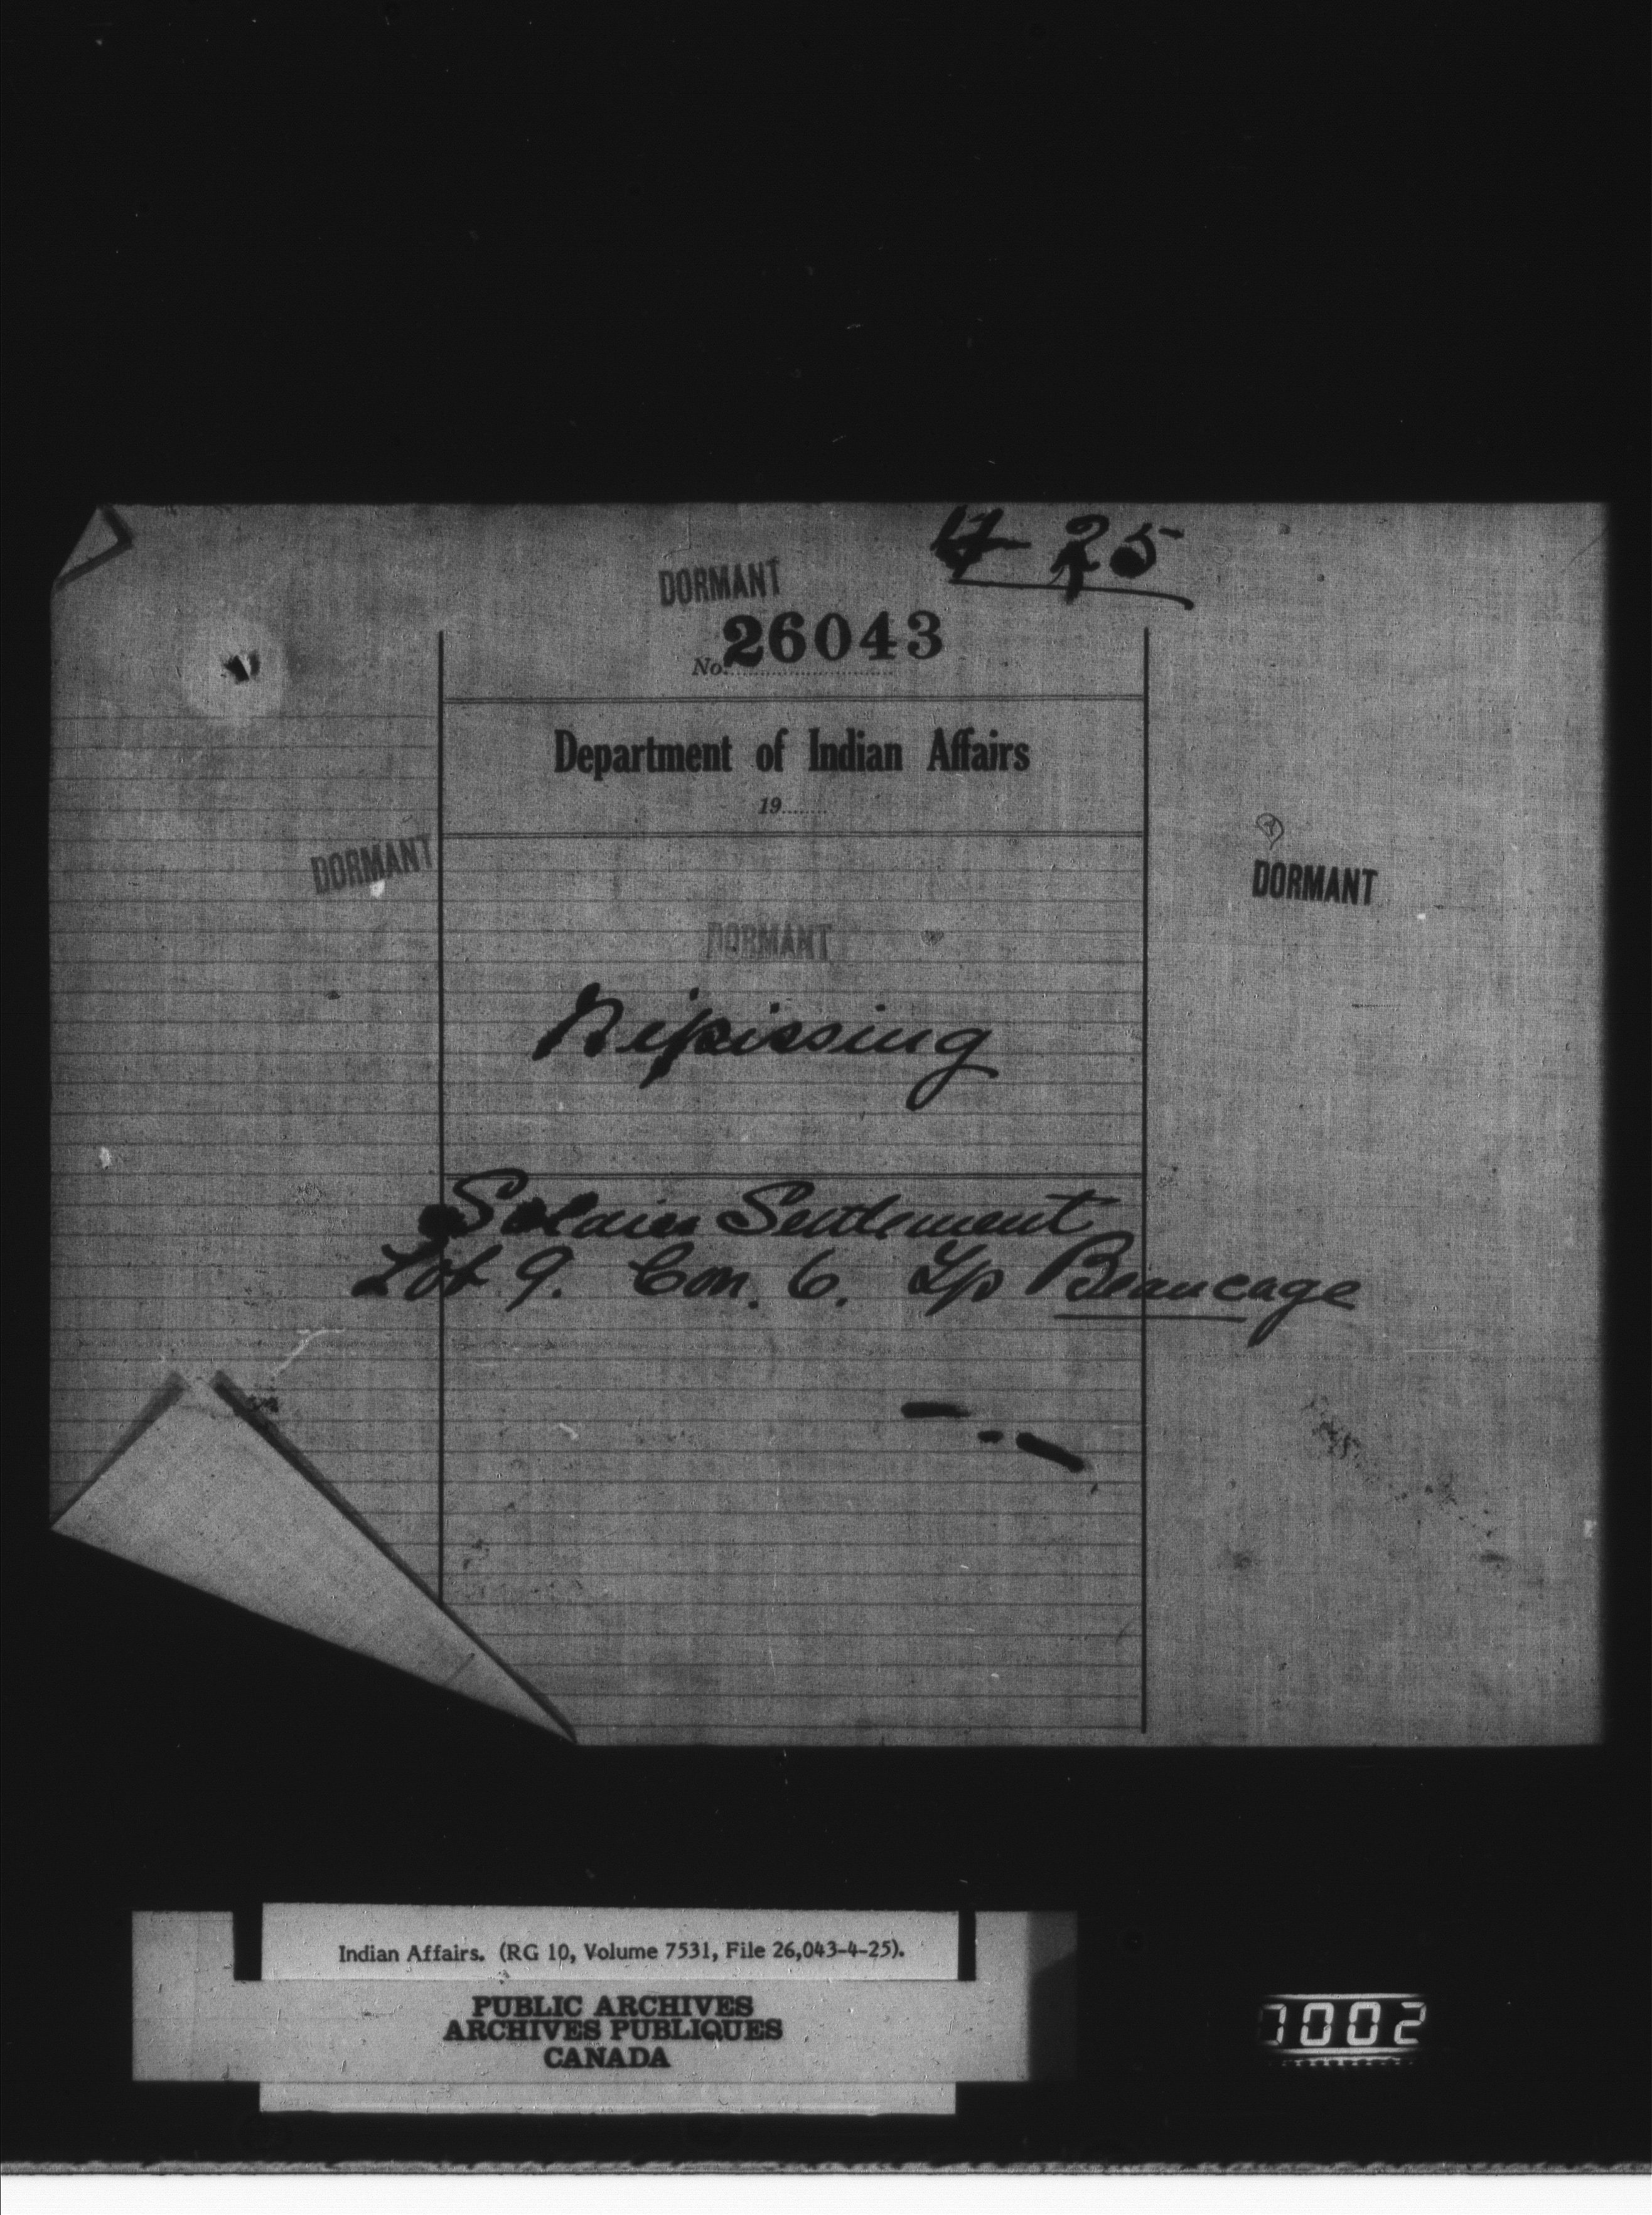 4-25
DORMANT
No. 26043
Department of Indian Affairs
19........
DORMANT
DORMANT
DORMANT
Nipissing
Soldier Settlement
Lot 9. Con. 6. Tp Beaucage
Indian Affairs. (RG 10, Volume 7531, File 26,043-4-25).
PUBLIC ARCHIVES
ARCHIVES PUBLIQUES
CANADA
0002